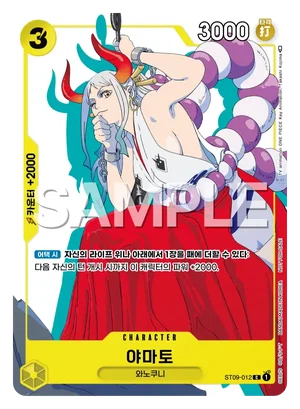 3
3000
打
카운터 +2000
SAMPLE
어택 시 자신의 라이프 위나 아래에서 1장을 패에 더할 수 있다:
다음 자신의 턴 개시 시까지 이 캐릭터의 파워 +2000.
CHARACTER
야마토
와노쿠니
ST09-012 C 1